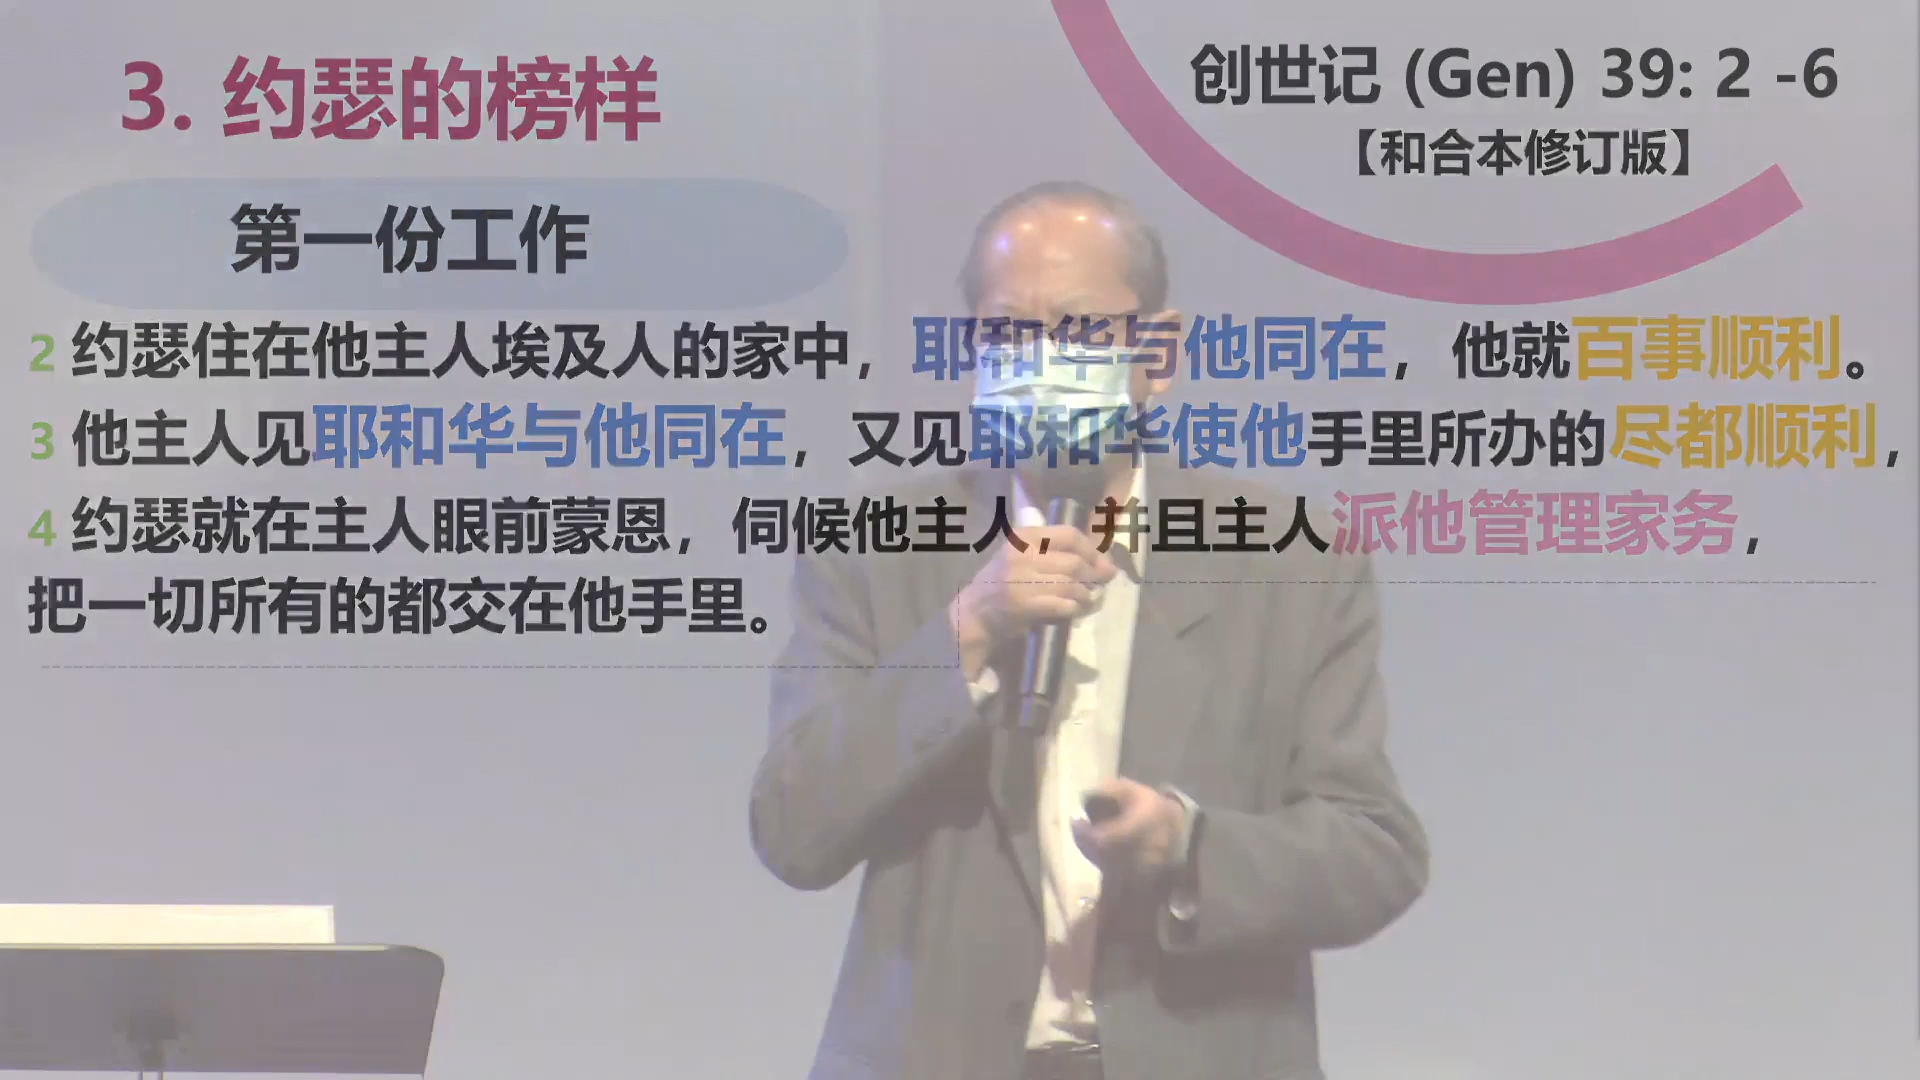 3. 约瑟的榜样
创世记 (Gen) 39: 2 -6
【和合本修订版】
第一份工作
2 约瑟住在他主人埃及人的家中，耶和华与他同在，他就百事顺利。
3 他主人见耶和华与他同在，又见耶和华使他手里所办的尽都顺利，
4 约瑟就在主人眼前蒙恩，伺候他主人，并且主人派他管理家务，
把一切所有的都交在他手里。